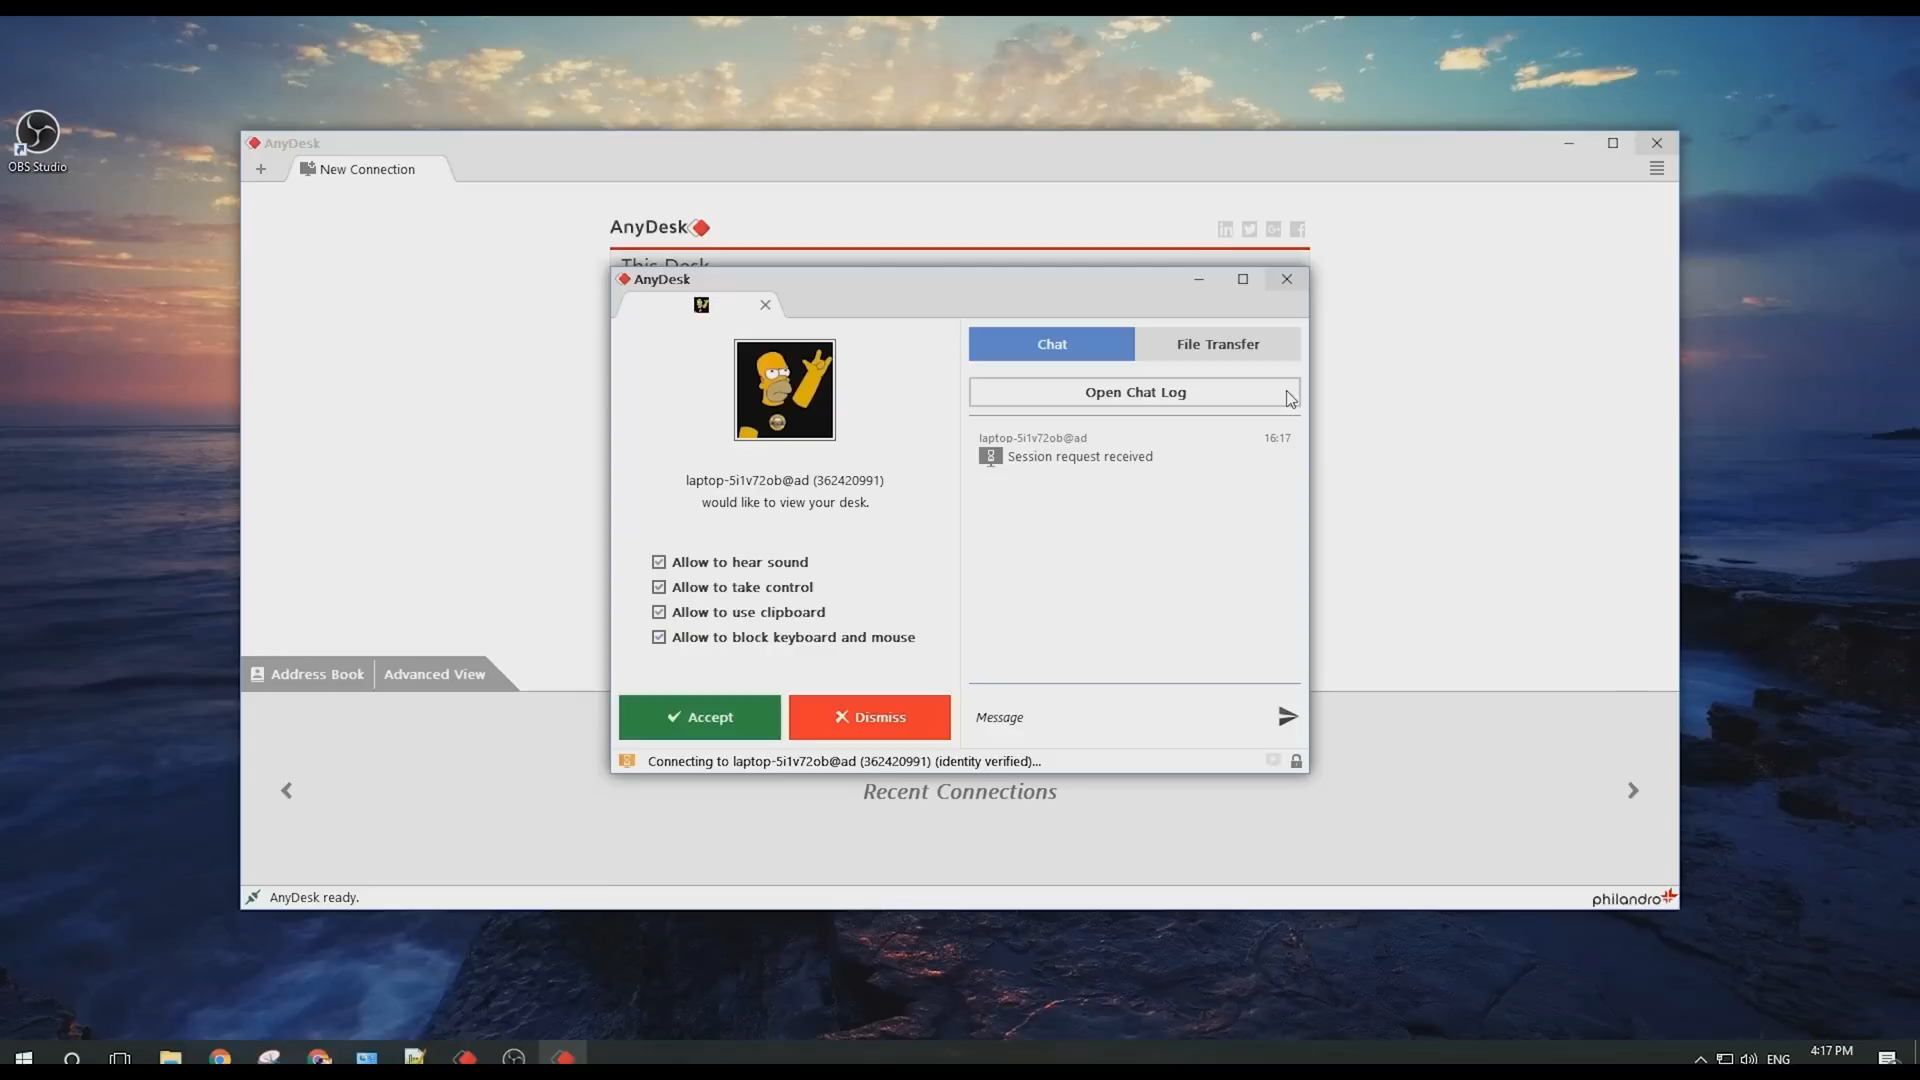 OBS Studio
AnyDesk
New Connection
AnyDesk
This Desk
AnyDesk
Chat
File Transfer
Open Chat Log
laptop-5i1v72ob@ad
16:17
Session request received
laptop-5i1v72ob@ad (362420991)
would like to view your desk.
Allow to hear sound
Allow to take control
Allow to use clipboard
Allow to block keyboard and mouse
Accept
Dismiss
Message
Connecting to laptop-5i1v72ob@ad (362420991) (identity verified)...
Address Book
Advanced View
Recent Connections
AnyDesk ready.
philandro
ENG
4:17 PM